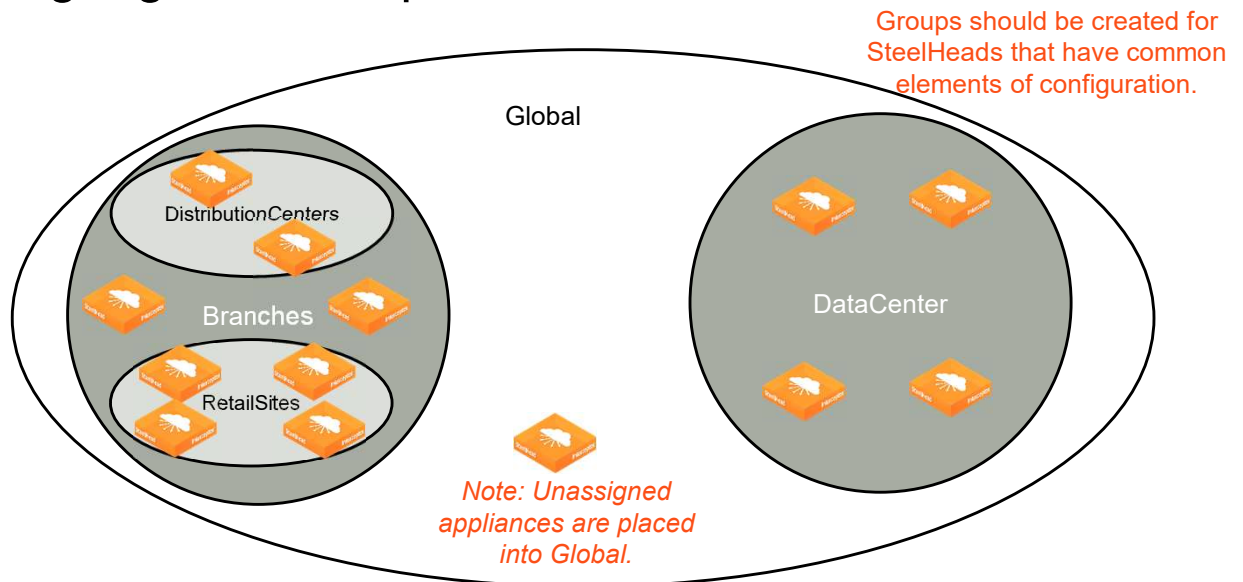 Groups should be created for
SteelHeads that have common
elements of configuration.
Global
DistributionCenters
Branches
RetailSites
DataCenter
Note: Unassigned
appliances are placed
into Global.